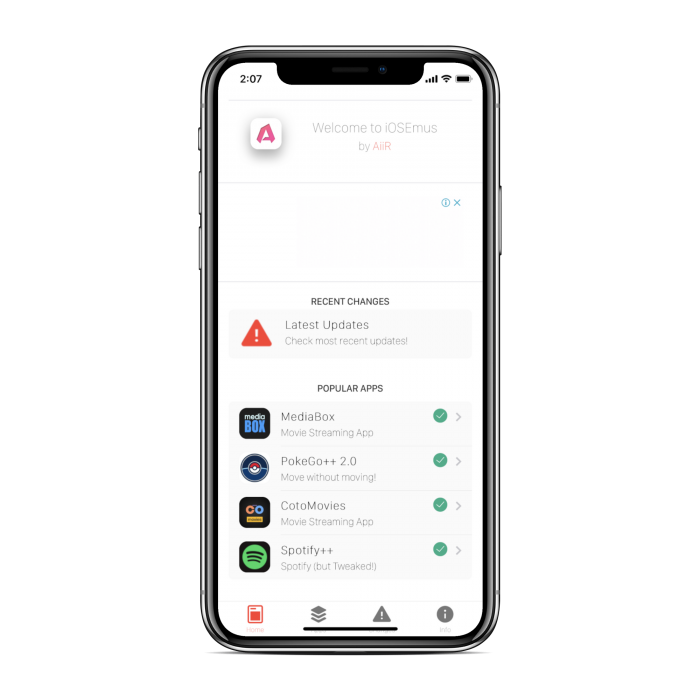 2:07
Welcome to iOSEmus
by AiiR
RECENT CHANGES
Latest Updates
Check most recent updates!
POPULAR APPS
media
BOX
MediaBox
Movie Streaming App
PokeGo++ 2.0
Move without moving!
CO
CotoMovies
Movie Streaming App
Spotify++
Spotify (but Tweaked!)
Home
Info